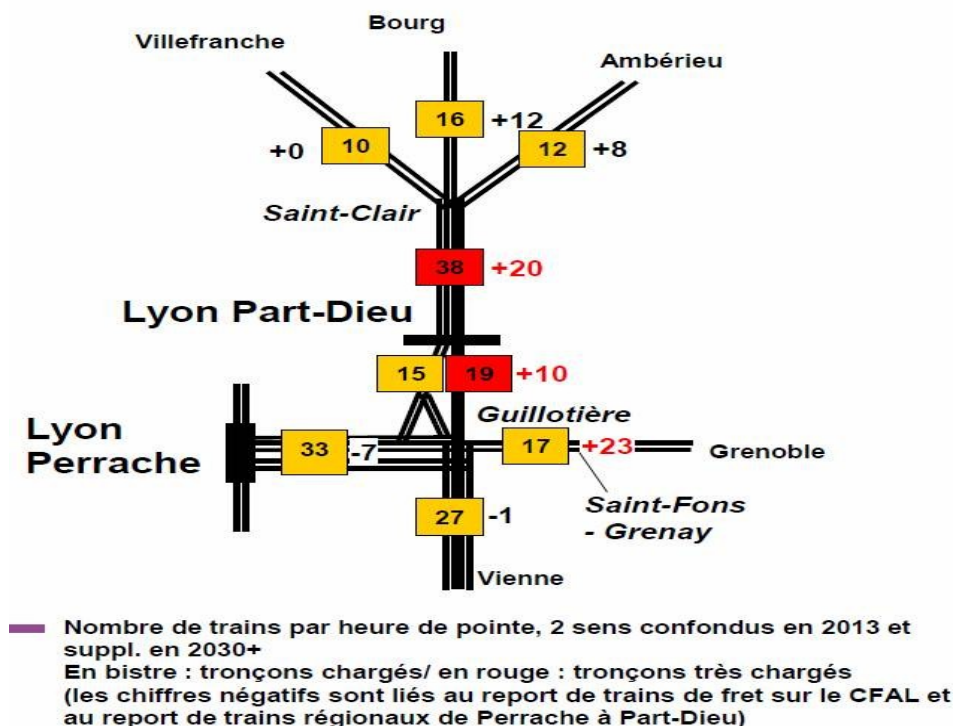 Bourg
Villefranche
Ambérieu
16 +12
+0 10
12 +8
Saint-Clair
38 +20
Lyon Part-Dieu
15 19 +10
Guillotière
Lyon
Perrache
33 -7
17 +23
Grenoble
Saint-Fons
- Grenay
27 -1
Vienne
Nombre de trains par heure de pointe, 2 sens confondus en 2013 et
suppl. en 2030+
En bistre : tronçons chargés/ en rouge : tronçons très chargés
(les chiffres négatifs sont liés au report de trains de fret sur le CFAL et
au report de trains régionaux de Perrache à Part-Dieu)